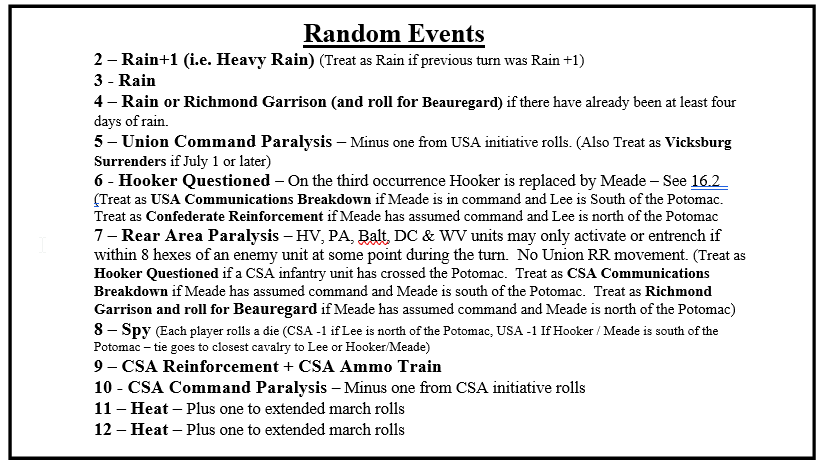 Random Events
2 – Rain+1 (i.e. Heavy Rain) (Treat as Rain if previous turn was Rain +1)
3 - Rain
4 – Rain or Richmond Garrison (and roll for Beauregard) if there have already been at least four
days of rain.
5 – Union Command Paralysis – Minus one from USA initiative rolls. (Also Treat as Vicksburg
Surrenders if July 1 or later)
6 - Hooker Questioned – On the third occurrence Hooker is replaced by Meade – See 16.2
(Treat as USA Communications Breakdown if Meade is in command and Lee is South of the Potomac.
Treat as Confederate Reinforcement if Meade has assumed command and Lee is north of the Potomac
7 – Rear Area Paralysis – HV, PA, Balt, DC & WV units may only activate or entrench if
within 8 hexes of an enemy unit at some point during the turn.  No Union RR movement. (Treat as
Hooker Questioned if a CSA infantry unit has crossed the Potomac.  Treat as CSA Communications
Breakdown if Meade has assumed command and Meade is south of the Potomac.  Treat as Richmond
Garrison and roll for Beauregard if Meade has assumed command and Meade is north of the Potomac)
8 – Spy (Each player rolls a die (CSA -1 if Lee is north of the Potomac, USA -1 If Hooker / Meade is south of the
Potomac – tie goes to closest cavalry to Lee or Hooker/Meade)
9 – CSA Reinforcement + CSA Ammo Train
10 - CSA Command Paralysis – Minus one from CSA initiative rolls
11 – Heat – Plus one to extended march rolls
12 – Heat – Plus one to extended march rolls